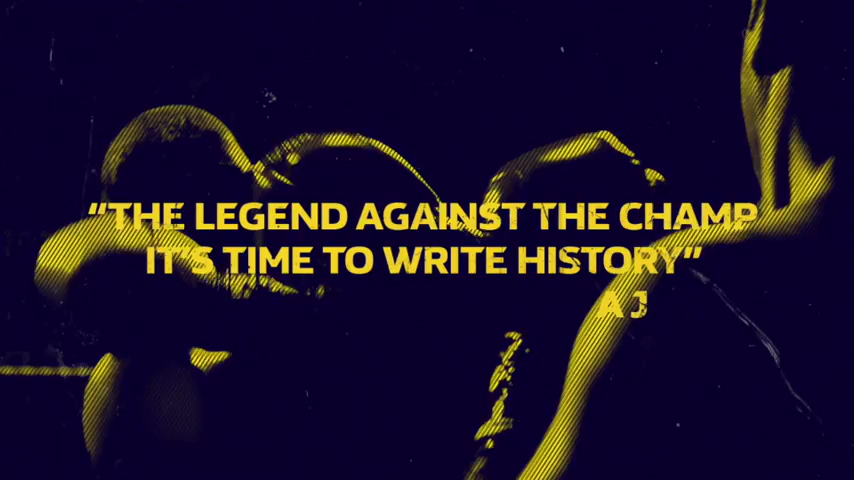 “THE LEGEND AGAINST THE CHAMP
IT'S TIME TO WRITE HISTORY”
AJ